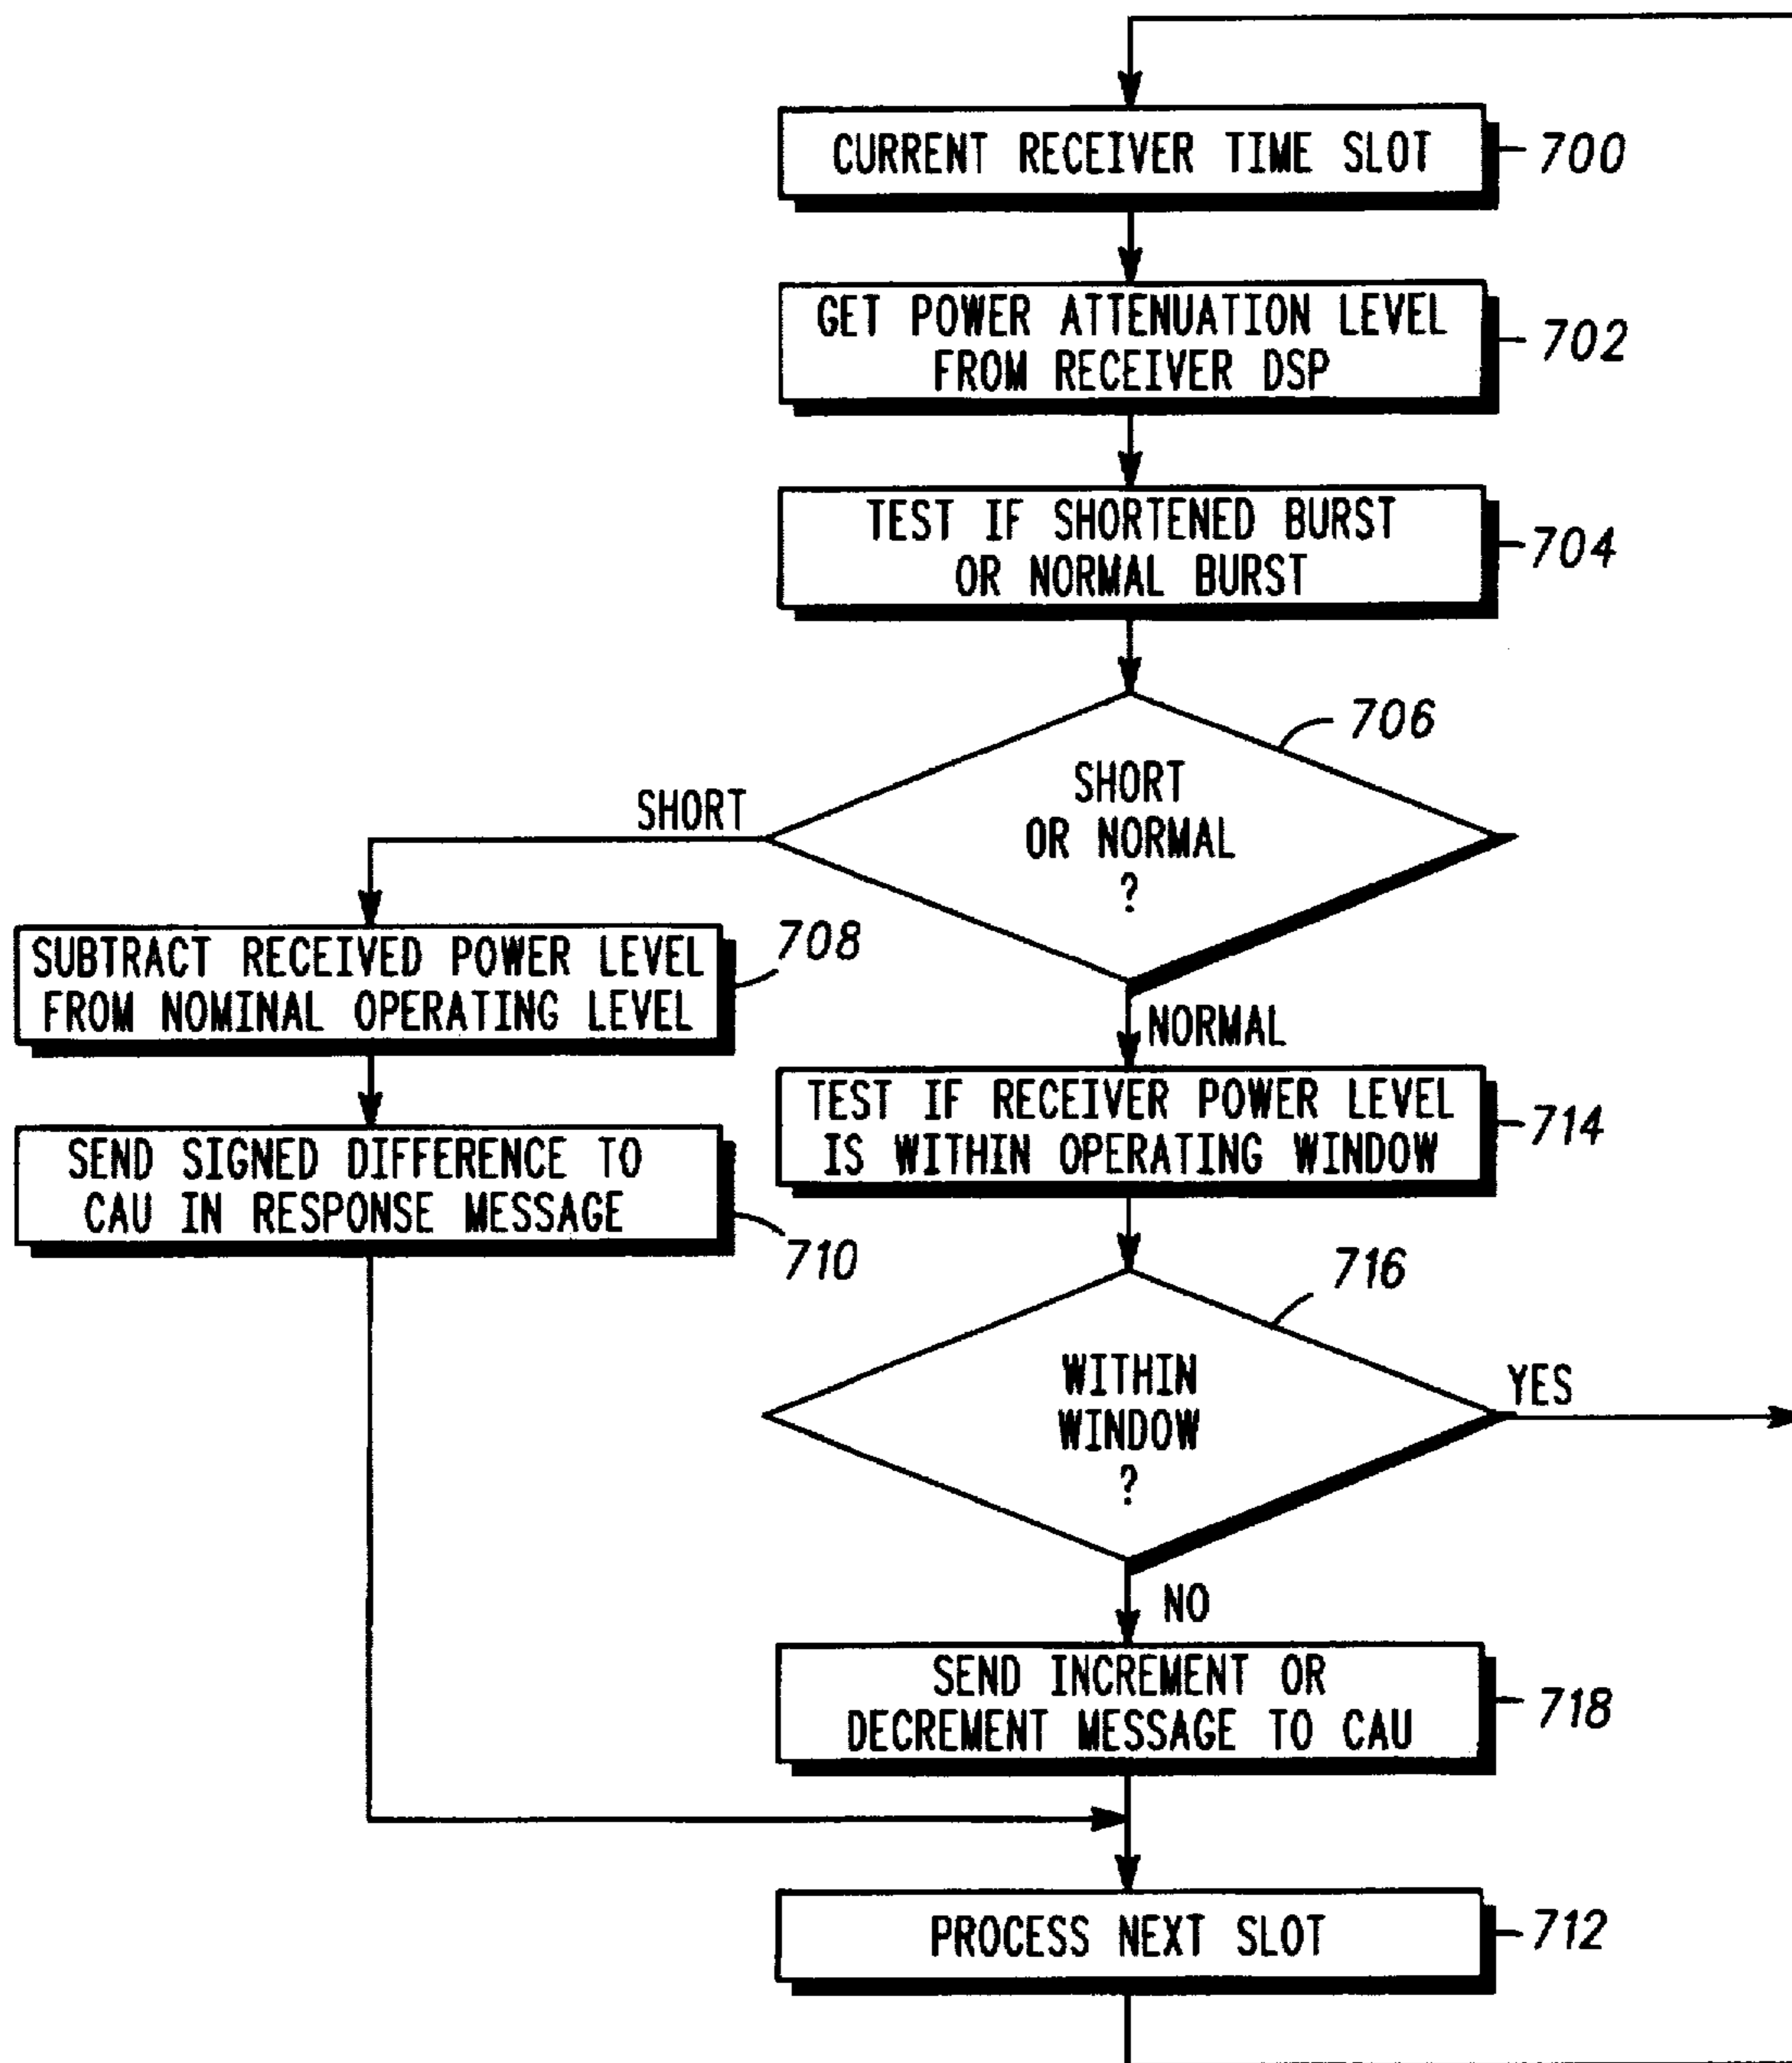 CURRENT RECEIVER TIME SLOT
700
GET POWER ATTENUATION LEVEL
FROM RECEIVER DSP
702
TEST IF SHORTENED BURST
OR NORMAL BURST
704
706
SHORT
OR NORMAL
?
SHORT
SUBTRACT RECEIVED POWER LEVEL
FROM NOMINAL OPERATING LEVEL
708
NORMAL
SEND SIGNED DIFFERENCE TO
CAU IN RESPONSE MESSAGE
710
TEST IF RECEIVER POWER LEVEL
IS WITHIN OPERATING WINDOW
714
716
WITHIN
WINDOW
?
YES
NO
SEND INCREMENT OR
DECREMENT MESSAGE TO CAU
718
PROCESS NEXT SLOT
712